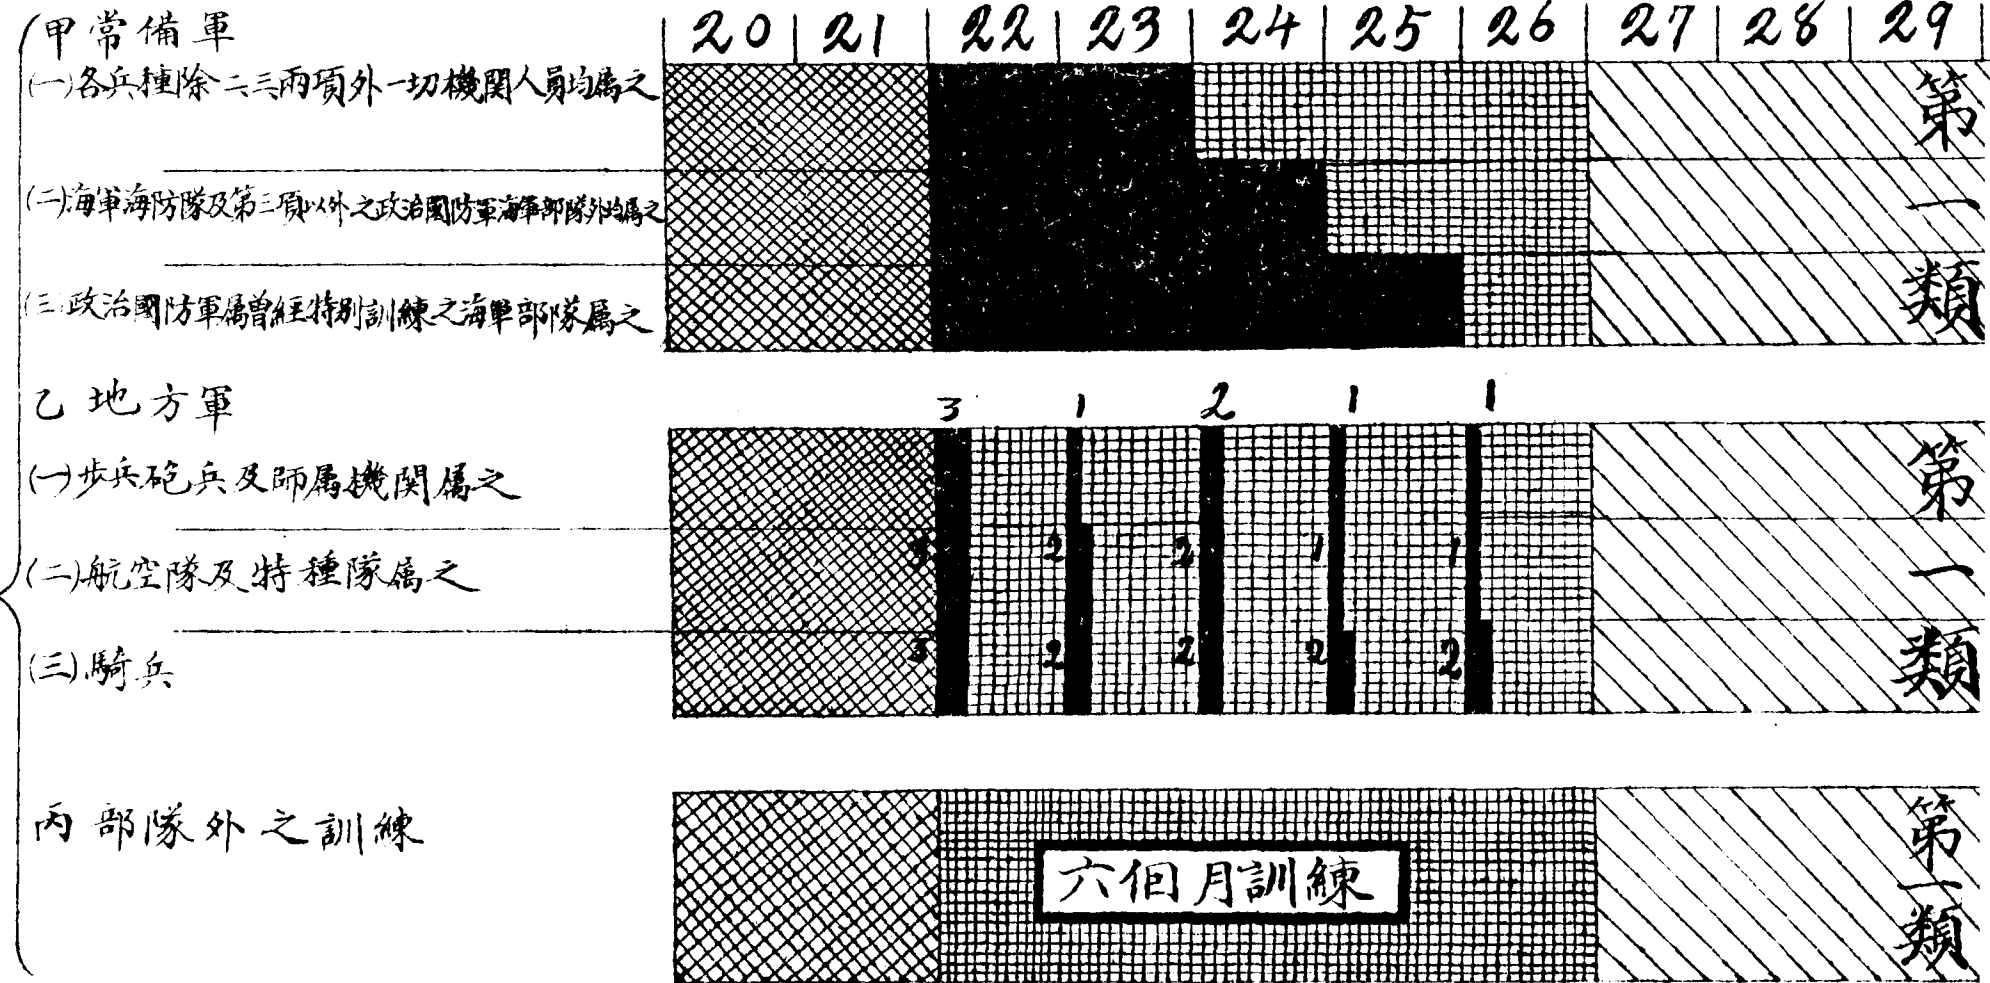 甲常備軍
20 21 22 23 24 25 26 27 28 29
(一)各兵種除二三兩項外一切機関人員均属之
(二)海軍海防隊及第三項以外之政治國防軍海軍部隊外均属之
(三)政治國防軍属曾經特別訓練之海軍部隊属之
第一類
乙地方軍
3 1 2 1 1
(一)步兵砲兵及師属機関属之
(二)航空隊及特種隊属之
3 2 2 1 1
(三)騎兵
3 2 2 2 2
第一類
丙部隊外之訓練
六個月訓練
第一類